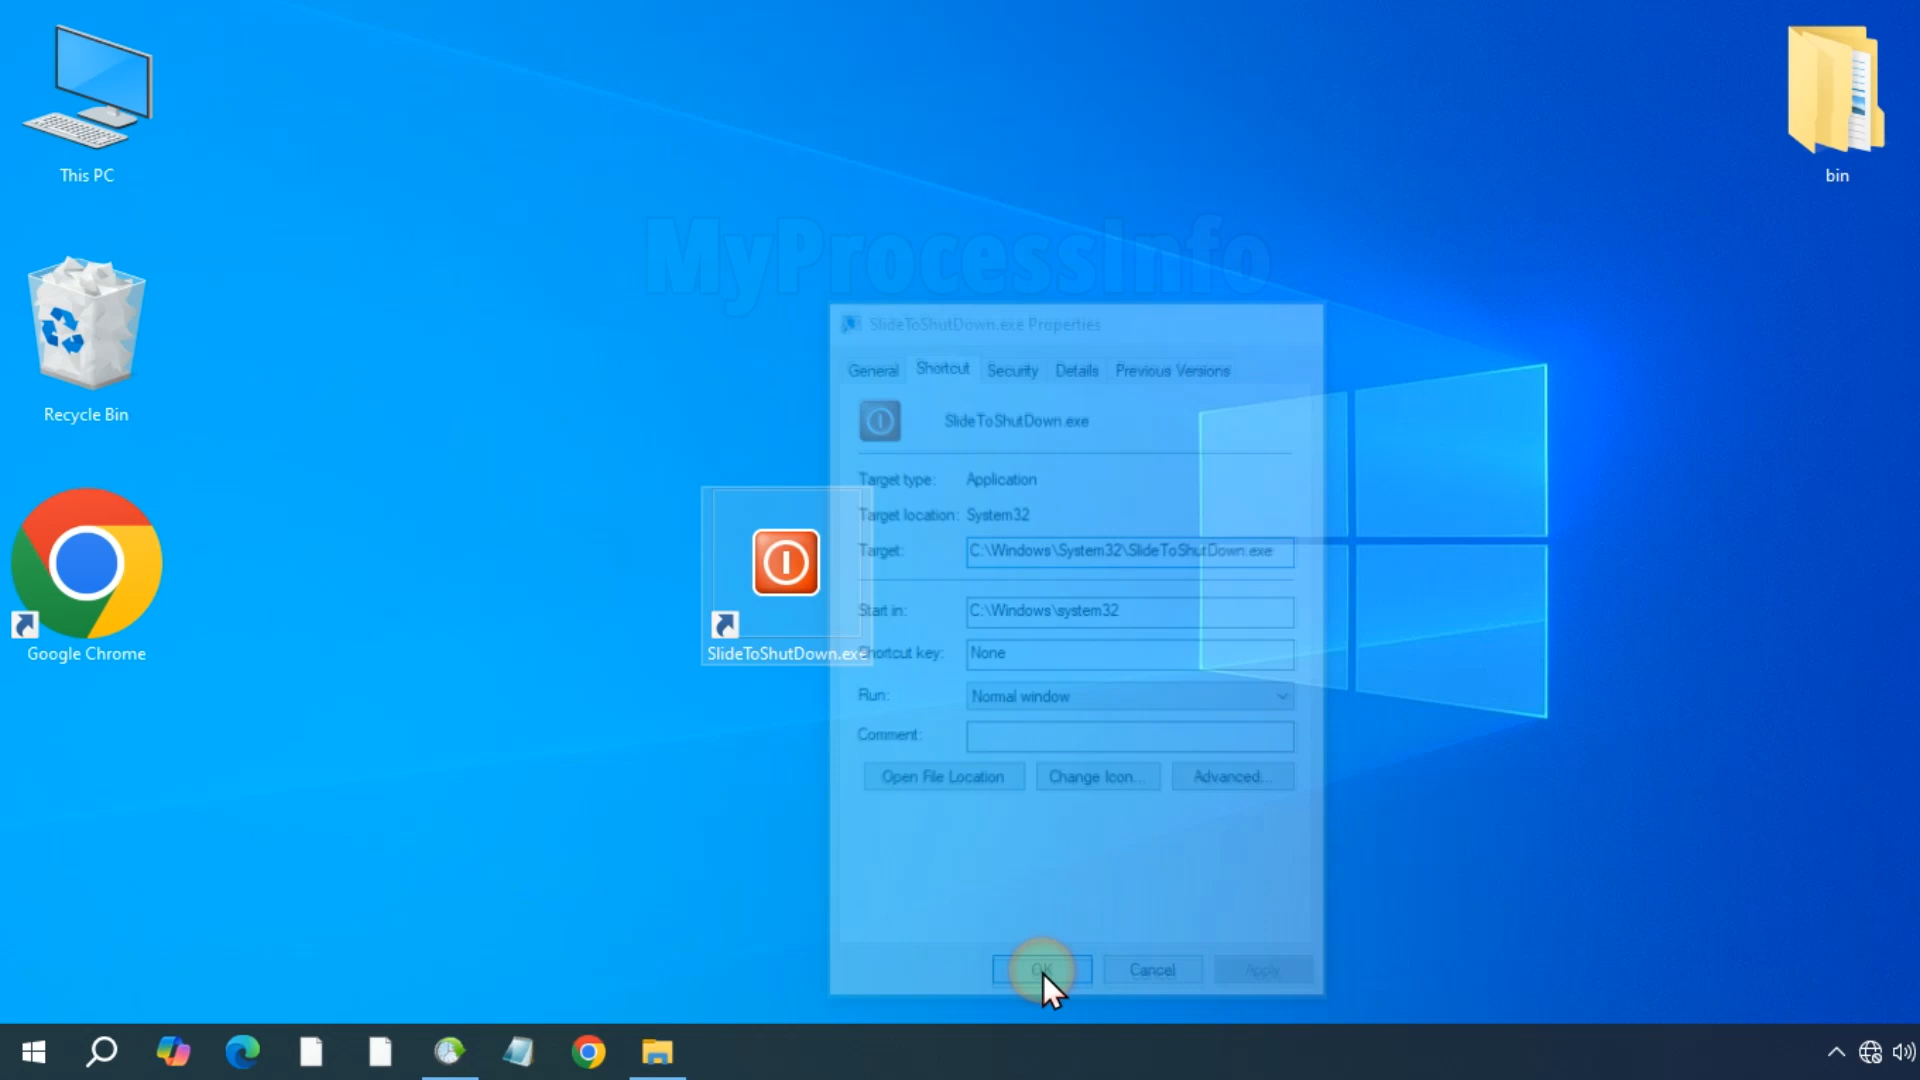 This PC
bin
MyProcessInfo
SlideToShutDown.exe Properties
General Shortcut Security Details Previous Versions
SlideToShutDown.exe
Target type: Application
Target location: System32
Target: C:\Windows\System32\SlideToShutDown.exe
Start in: C:\Windows\system32
Shortcut key: None
Run: Normal window
Comment:
Open File Location Change Icon... Advanced...
OK Cancel Apply
Recycle Bin
Google Chrome
SlideToShutDown.exe